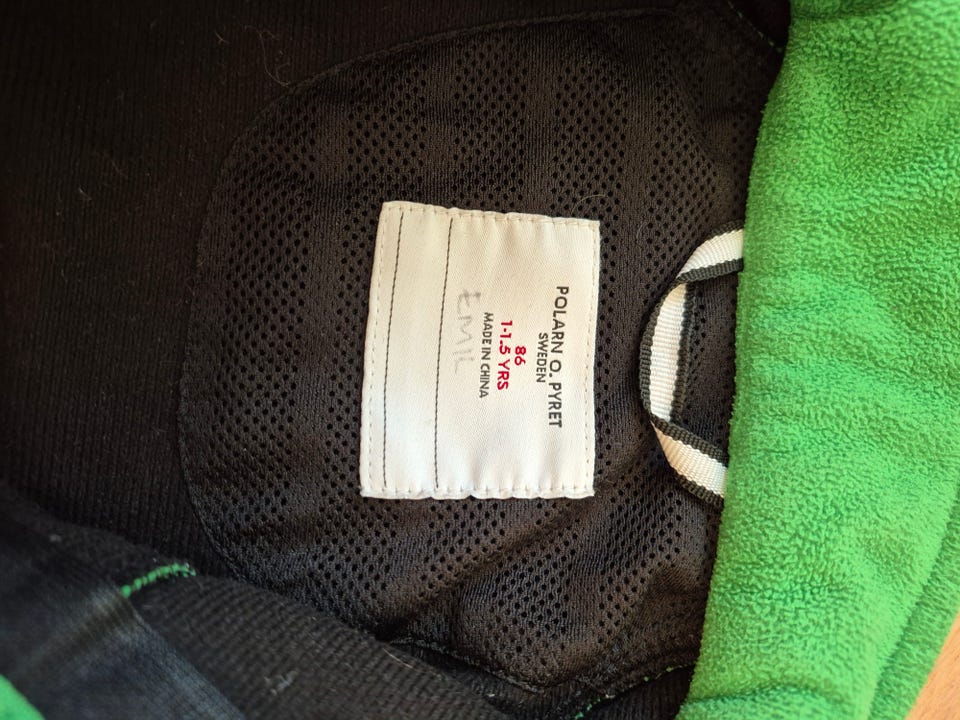 POLARN O. PYRET
SWEDEN
86
1-1.5 YRS
MADE IN CHINA
EMIL